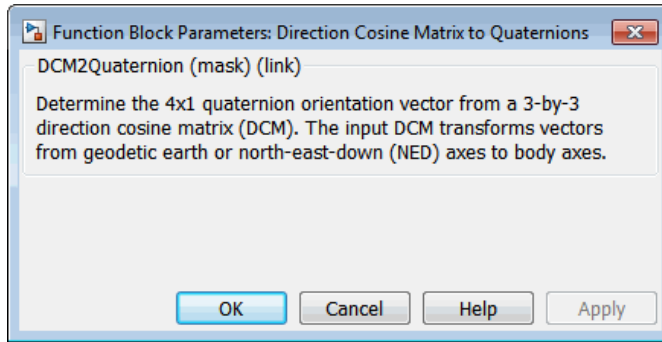 Function Block Parameters: Direction Cosine Matrix to Quaternions
DCM2Quaternion (mask) (link)
Determine the 4x1 quaternion orientation vector from a 3-by-3
direction cosine matrix (DCM). The input DCM transforms vectors
from geodetic earth or north-east-down (NED) axes to body axes.
OK Cancel Help Apply